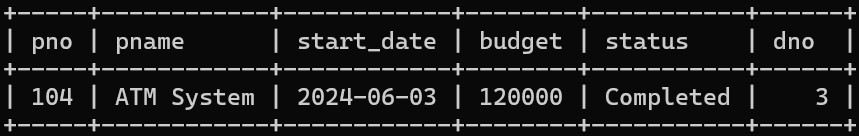 +-----+------------+------------+--------+-----------+------+
| pno | pname      | start_date | budget | status    | dno  |
+-----+------------+------------+--------+-----------+------+
| 104 | ATM System | 2024-06-03 | 120000 | Completed |    3 |
+-----+------------+------------+--------+-----------+------+